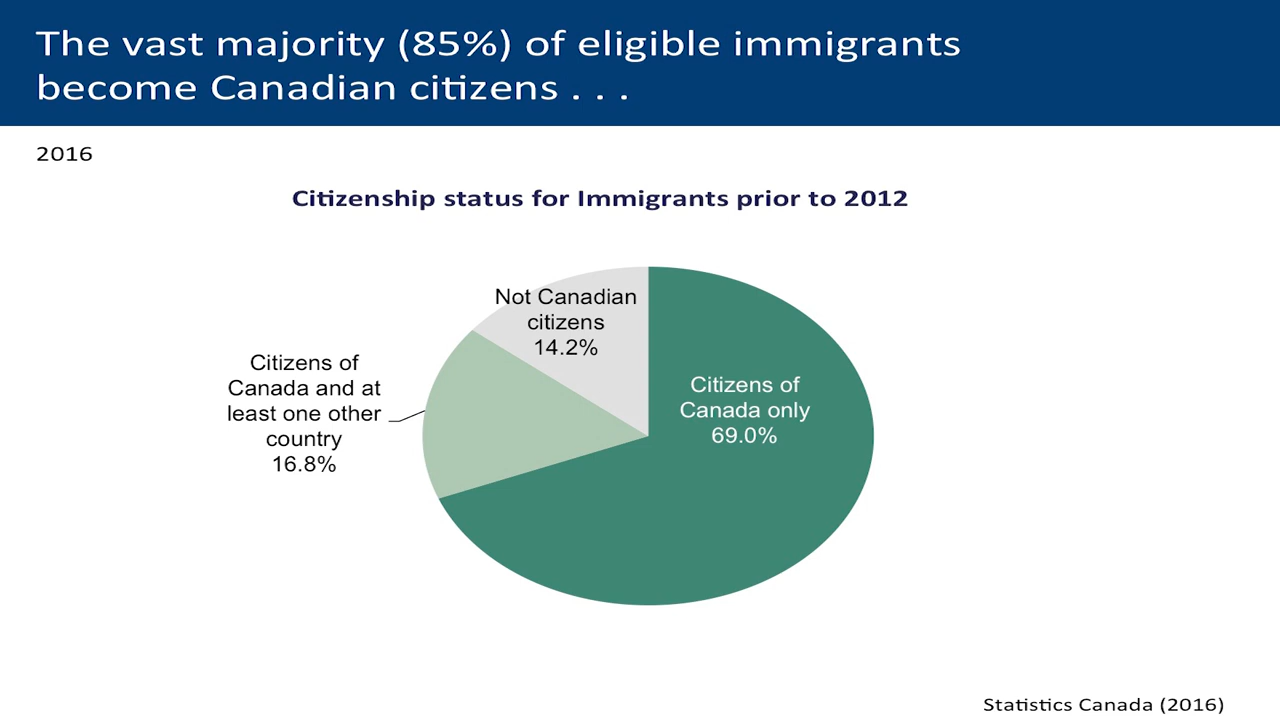 The vast majority (85%) of eligible immigrants
become Canadian citizens . . .
2016
Citizenship status for Immigrants prior to 2012
Not Canadian
citizens
14.2%
Citizens of
Canada and at
least one other
country
16.8%
Citizens of
Canada only
69.0%
Statistics Canada (2016)